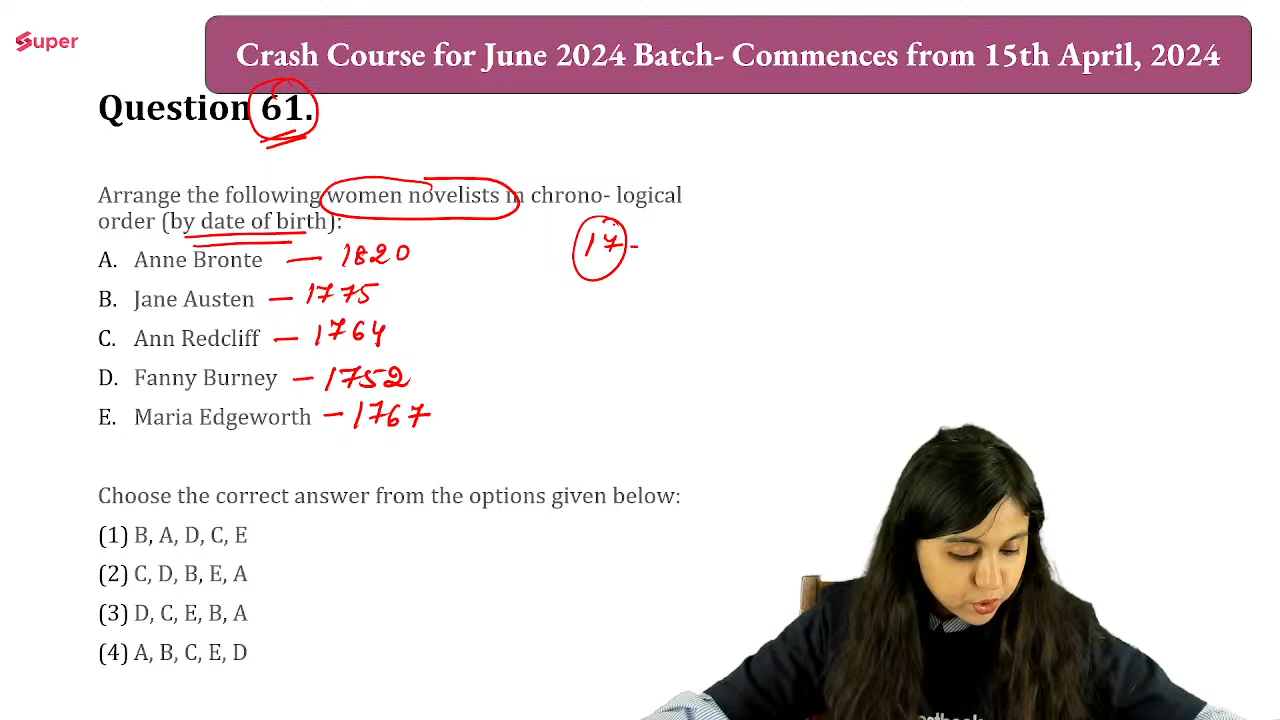 Super
Crash Course for June 2024 Batch- Commences from 15th April, 2024
Question 61.
Arrange the following women novelists in chrono- logical
order (by date of birth):
17-
A. Anne Bronte — 1820
B. Jane Austen — 1775
C. Ann Redcliff — 1764
D. Fanny Burney — 1752
E. Maria Edgeworth — 1767
Choose the correct answer from the options given below:
(1) B, A, D, C, E
(2) C, D, B, E, A
(3) D, C, E, B, A
(4) A, B, C, E, D